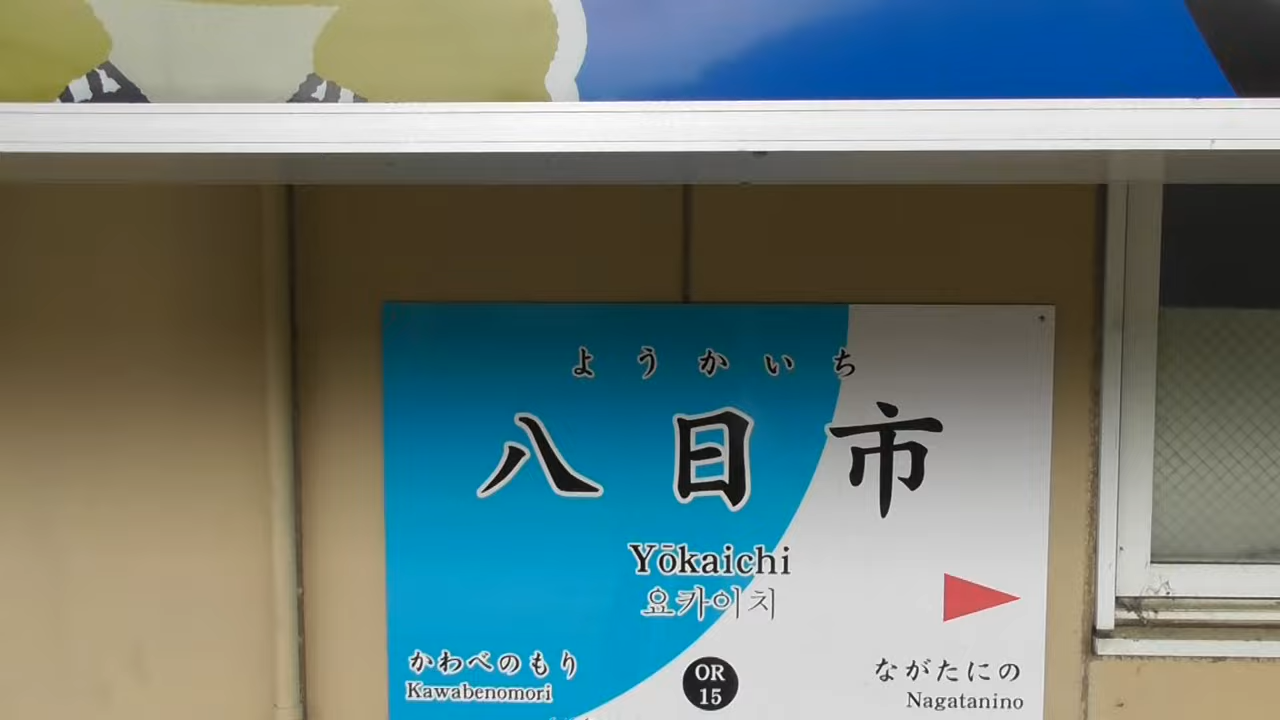 ようかいち
八日市
Yōkaichi
요카이치
かわべのもり
Kawabenomori
OR
15
ながたにの
Nagatanino